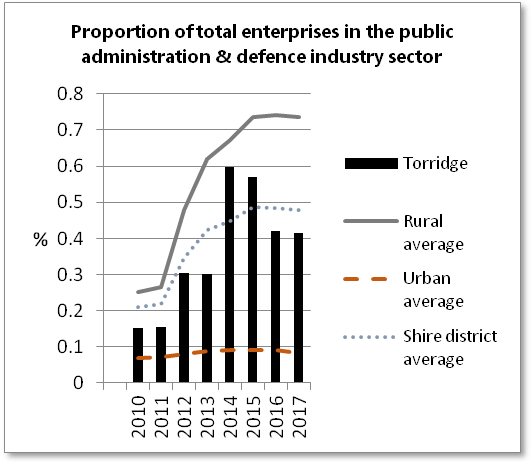 Proportion of total enterprises in the public
administration & defence industry sector
0.8
0.7
0.6
0.5
0.4
0.3
0.2
0.1
0
%
2010
2011
2012
2013
2014
2015
2016
2017
Torridge
Rural
average
Urban
average
Shire district
average